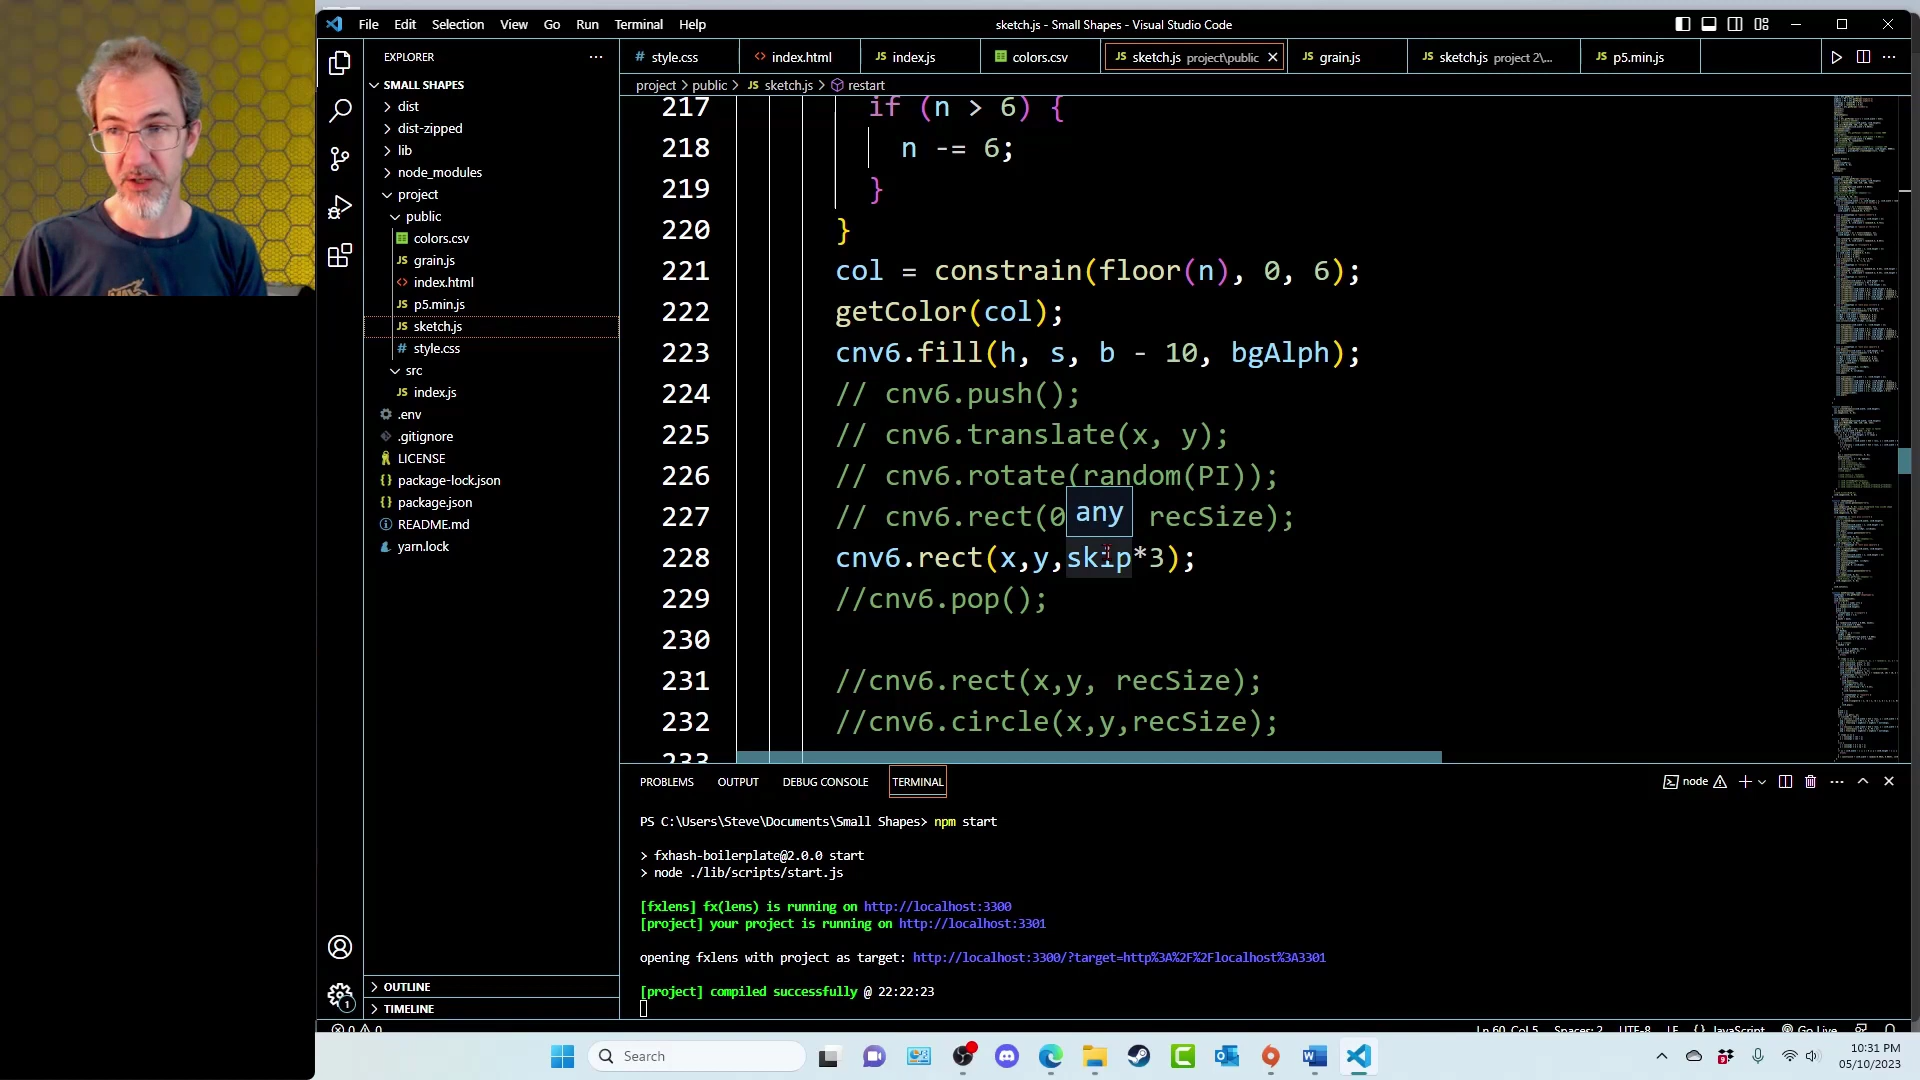 File Edit Selection View Go Run Terminal Help
sketch.js - Small Shapes - Visual Studio Code
EXPLORER
SMALL SHAPES
dist
dist-zipped
lib
node_modules
project
public
colors.csv
grain.js
index.html
p5.min.js
sketch.js
style.css
src
index.js
.env
.gitignore
LICENSE
package-lock.json
package.json
README.md
yarn.lock
OUTLINE
TIMELINE
style.css index.html index.js colors.csv sketch.js project\public grain.js sketch.js project 2\... p5.min.js
project > public > sketch.js > restart
217 if (n > 6) {
218 n -= 6;
219 }
220 }
221 col = constrain(floor(n), 0, 6);
222 getColor(col);
223 cnv6.fill(h, s, b - 10, bgAlph);
224 // cnv6.push();
225 // cnv6.translate(x, y);
226 // cnv6.rotate(random(PI));
any
227 // cnv6.rect(0 recSize);
228 cnv6.rect(x,y,skip*3);
229 //cnv6.pop();
230
231 //cnv6.rect(x,y, recSize);
232 //cnv6.circle(x,y,recSize);
233
PROBLEMS OUTPUT DEBUG CONSOLE TERMINAL
node
PS C:\Users\Steve\Documents\Small Shapes> npm start
> fxhash-boilerplate@2.0.0 start
> node ./lib/scripts/start.js
[fxlens] fx(lens) is running on http://localhost:3300
[project] your project is running on http://localhost:3301
opening fxlens with project as target: http://localhost:3300/?target=http%3A%2F%2Flocalhost%3A3301
[project] compiled successfully @ 22:22:23
0 0 Ln 60, Col 5 Spaces: 2 UTF-8 LF {} JavaScript Go Live
Search
10:31 PM
05/10/2023